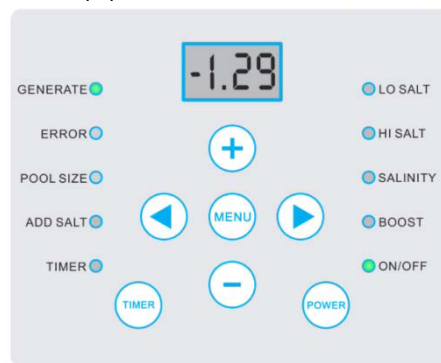 -1.29
GENERATE
LO SALT
ERROR
HI SALT
POOL SIZE
SALINITY
ADD SALT
MENU
BOOST
TIMER
ON/OFF
TIMER
POWER